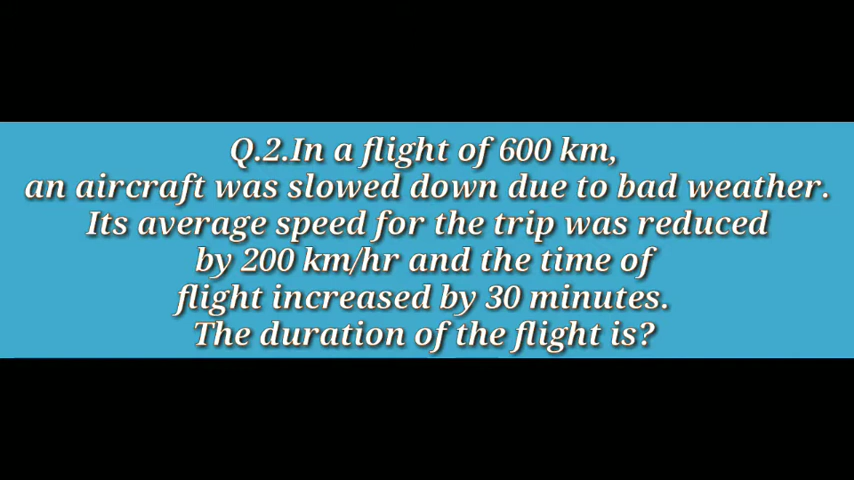 Q.2.In a flight of 600 km,
an aircraft was slowed down due to bad weather.
Its average speed for the trip was reduced
by 200 km/hr and the time of
flight increased by 30 minutes.
The duration of the flight is?